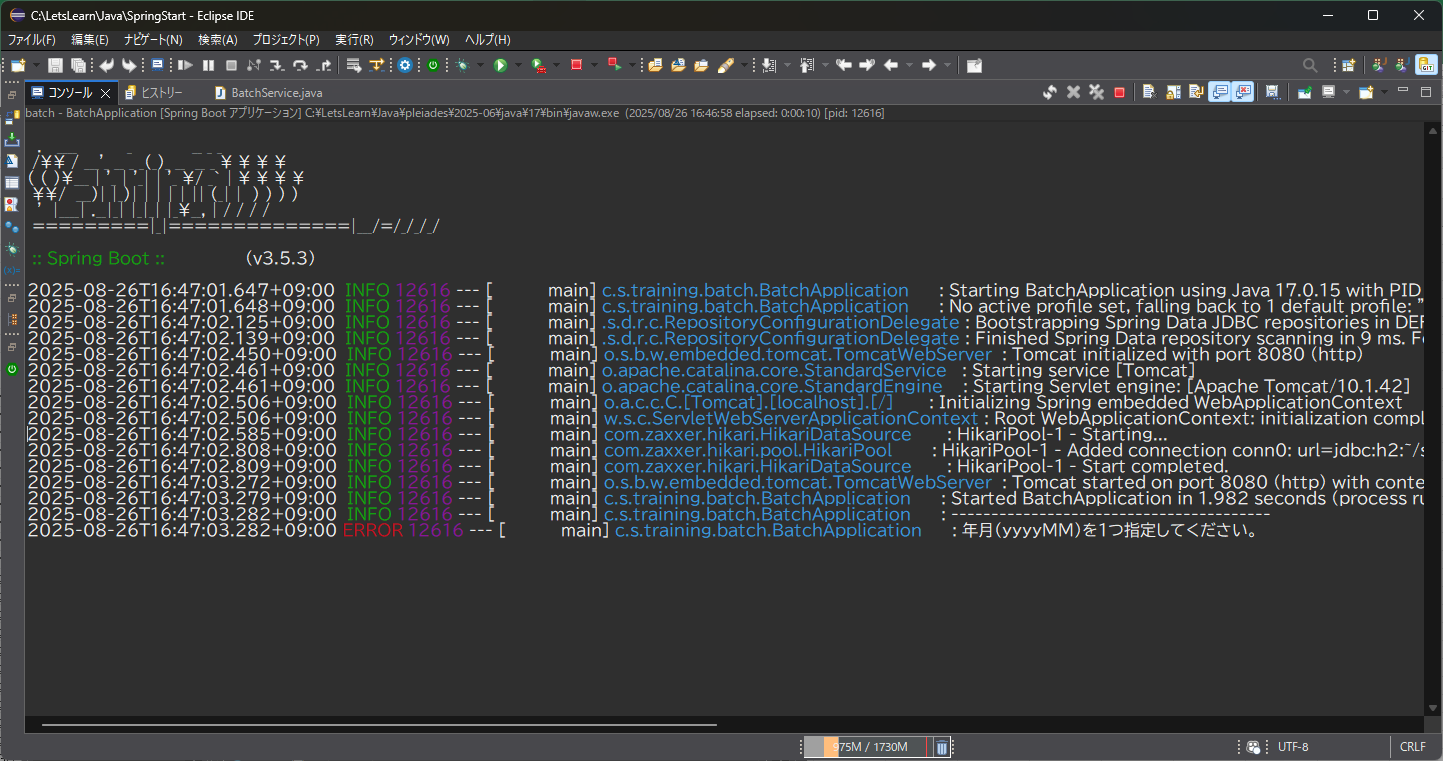 C:\LetsLearn\Java\SpringStart - Eclipse IDE
ファイル(F) 編集(E) ナビゲート(N) 検索(A) プロジェクト(P) 実行(R) ウィンドウ(W) ヘルプ(H)
コンソール ヒストリー BatchService.java
batch - BatchApplication [Spring Boot アプリケーション] C:¥LetsLearn¥Java¥pleiades¥2025-06¥java¥17¥bin¥javaw.exe (2025/08/26 16:46:58 elapsed: 0:00:10) [pid: 12616]
:: Spring Boot :: (v3.5.3)
2025-08-26T16:47:01.647+09:00 INFO 12616 --- [ main] c.s.training.batch.BatchApplication : Starting BatchApplication using Java 17.0.15 with PID
2025-08-26T16:47:01.648+09:00 INFO 12616 --- [ main] c.s.training.batch.BatchApplication : No active profile set, falling back to 1 default profile: "
2025-08-26T16:47:02.125+09:00 INFO 12616 --- [ main] .s.d.r.c.RepositoryConfigurationDelegate : Bootstrapping Spring Data JDBC repositories in DEF
2025-08-26T16:47:02.139+09:00 INFO 12616 --- [ main] .s.d.r.c.RepositoryConfigurationDelegate : Finished Spring Data repository scanning in 9 ms. Fo
2025-08-26T16:47:02.450+09:00 INFO 12616 --- [ main] o.s.b.w.embedded.tomcat.TomcatWebServer : Tomcat initialized with port 8080 (http)
2025-08-26T16:47:02.461+09:00 INFO 12616 --- [ main] o.apache.catalina.core.StandardService : Starting service [Tomcat]
2025-08-26T16:47:02.461+09:00 INFO 12616 --- [ main] o.apache.catalina.core.StandardEngine : Starting Servlet engine: [Apache Tomcat/10.1.42]
2025-08-26T16:47:02.506+09:00 INFO 12616 --- [ main] o.a.c.c.C.[Tomcat].[localhost].[/] : Initializing Spring embedded WebApplicationContext
2025-08-26T16:47:02.506+09:00 INFO 12616 --- [ main] w.s.c.ServletWebServerApplicationContext : Root WebApplicationContext: initialization compl
2025-08-26T16:47:02.585+09:00 INFO 12616 --- [ main] com.zaxxer.hikari.HikariDataSource : HikariPool-1 - Starting...
2025-08-26T16:47:02.808+09:00 INFO 12616 --- [ main] com.zaxxer.hikari.pool.HikariPool : HikariPool-1 - Added connection conn0: url=jdbc:h2:~/s
2025-08-26T16:47:02.809+09:00 INFO 12616 --- [ main] com.zaxxer.hikari.HikariDataSource : HikariPool-1 - Start completed.
2025-08-26T16:47:03.272+09:00 INFO 12616 --- [ main] o.s.b.w.embedded.tomcat.TomcatWebServer : Tomcat started on port 8080 (http) with conte
2025-08-26T16:47:03.279+09:00 INFO 12616 --- [ main] c.s.training.batch.BatchApplication : Started BatchApplication in 1.982 seconds (process ru
2025-08-26T16:47:03.282+09:00 INFO 12616 --- [ main] c.s.training.batch.BatchApplication : ----------------------------------------
2025-08-26T16:47:03.282+09:00 ERROR 12616 --- [ main] c.s.training.batch.BatchApplication : 年月(yyyyMM)を1つ指定してください。
975M / 1730M UTF-8 CRLF